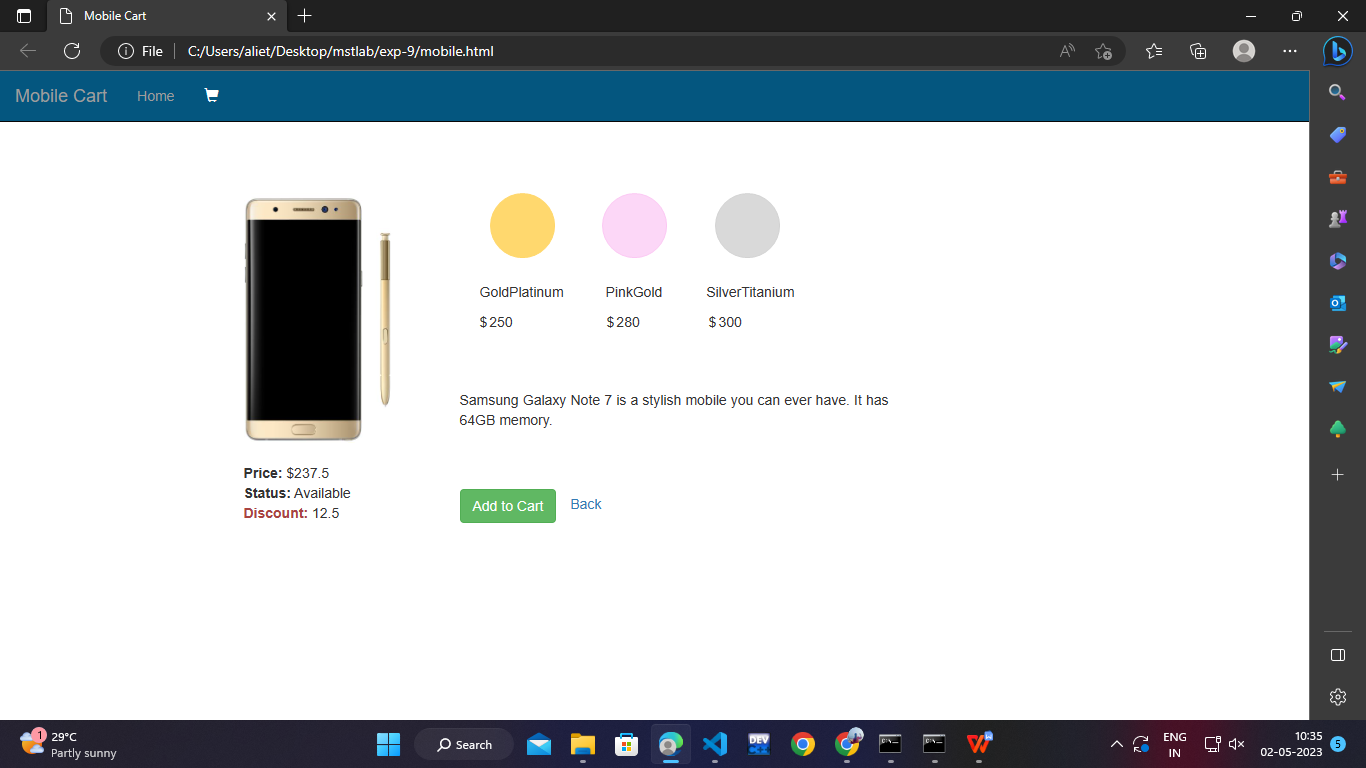 Mobile Cart
File
C:/Users/aliet/Desktop/mstlab/exp-9/mobile.html
Mobile Cart Home
GoldPlatinum PinkGold SilverTitanium
$250 $280 $300
Samsung Galaxy Note 7 is a stylish mobile you can ever have. It has
64GB memory.
Price: $237.5
Status: Available
Discount: 12.5
Add to Cart Back
1
29°C
Partly sunny
Search
DEV
C++
ENG
IN
10:35
02-05-2023
5